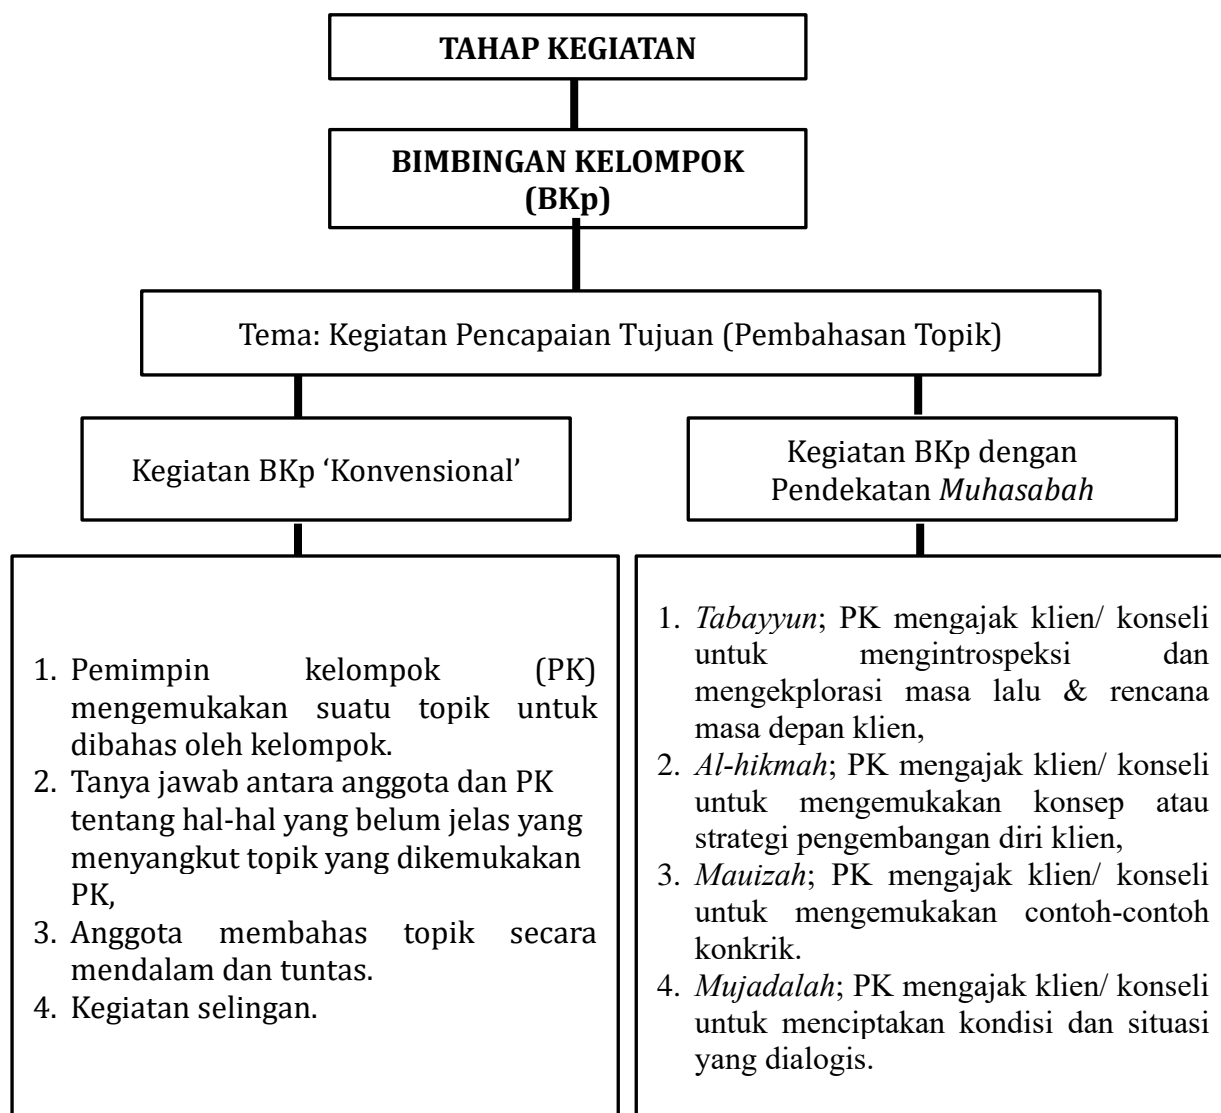 TAHAP KEGIATAN
BIMBINGAN KELOMPOK
(BKp)
Tema: Kegiatan Pencapaian Tujuan (Pembahasan Topik)
Kegiatan BKp ‘Konvensional’
Kegiatan BKp dengan
Pendekatan Muhasabah
1. Pemimpin kelompok (PK)
mengemukakan suatu topik untuk
dibahas oleh kelompok.
2. Tanya jawab antara anggota dan PK
tentang hal-hal yang belum jelas yang
menyangkut topik yang dikemukakan
PK,
3. Anggota membahas topik secara
mendalam dan tuntas.
4. Kegiatan selingan.
1. Tabayyun; PK mengajak klien/ konseli
untuk mengintrospeksi dan
mengekplorasi masa lalu & rencana
masa depan klien,
2. Al-hikmah; PK mengajak klien/ konseli
untuk mengemukakan konsep atau
strategi pengembangan diri klien,
3. Mauizah; PK mengajak klien/ konseli
untuk mengemukakan contoh-contoh
konkrik.
4. Mujadalah; PK mengajak klien/ konseli
untuk menciptakan kondisi dan situasi
yang dialogis.